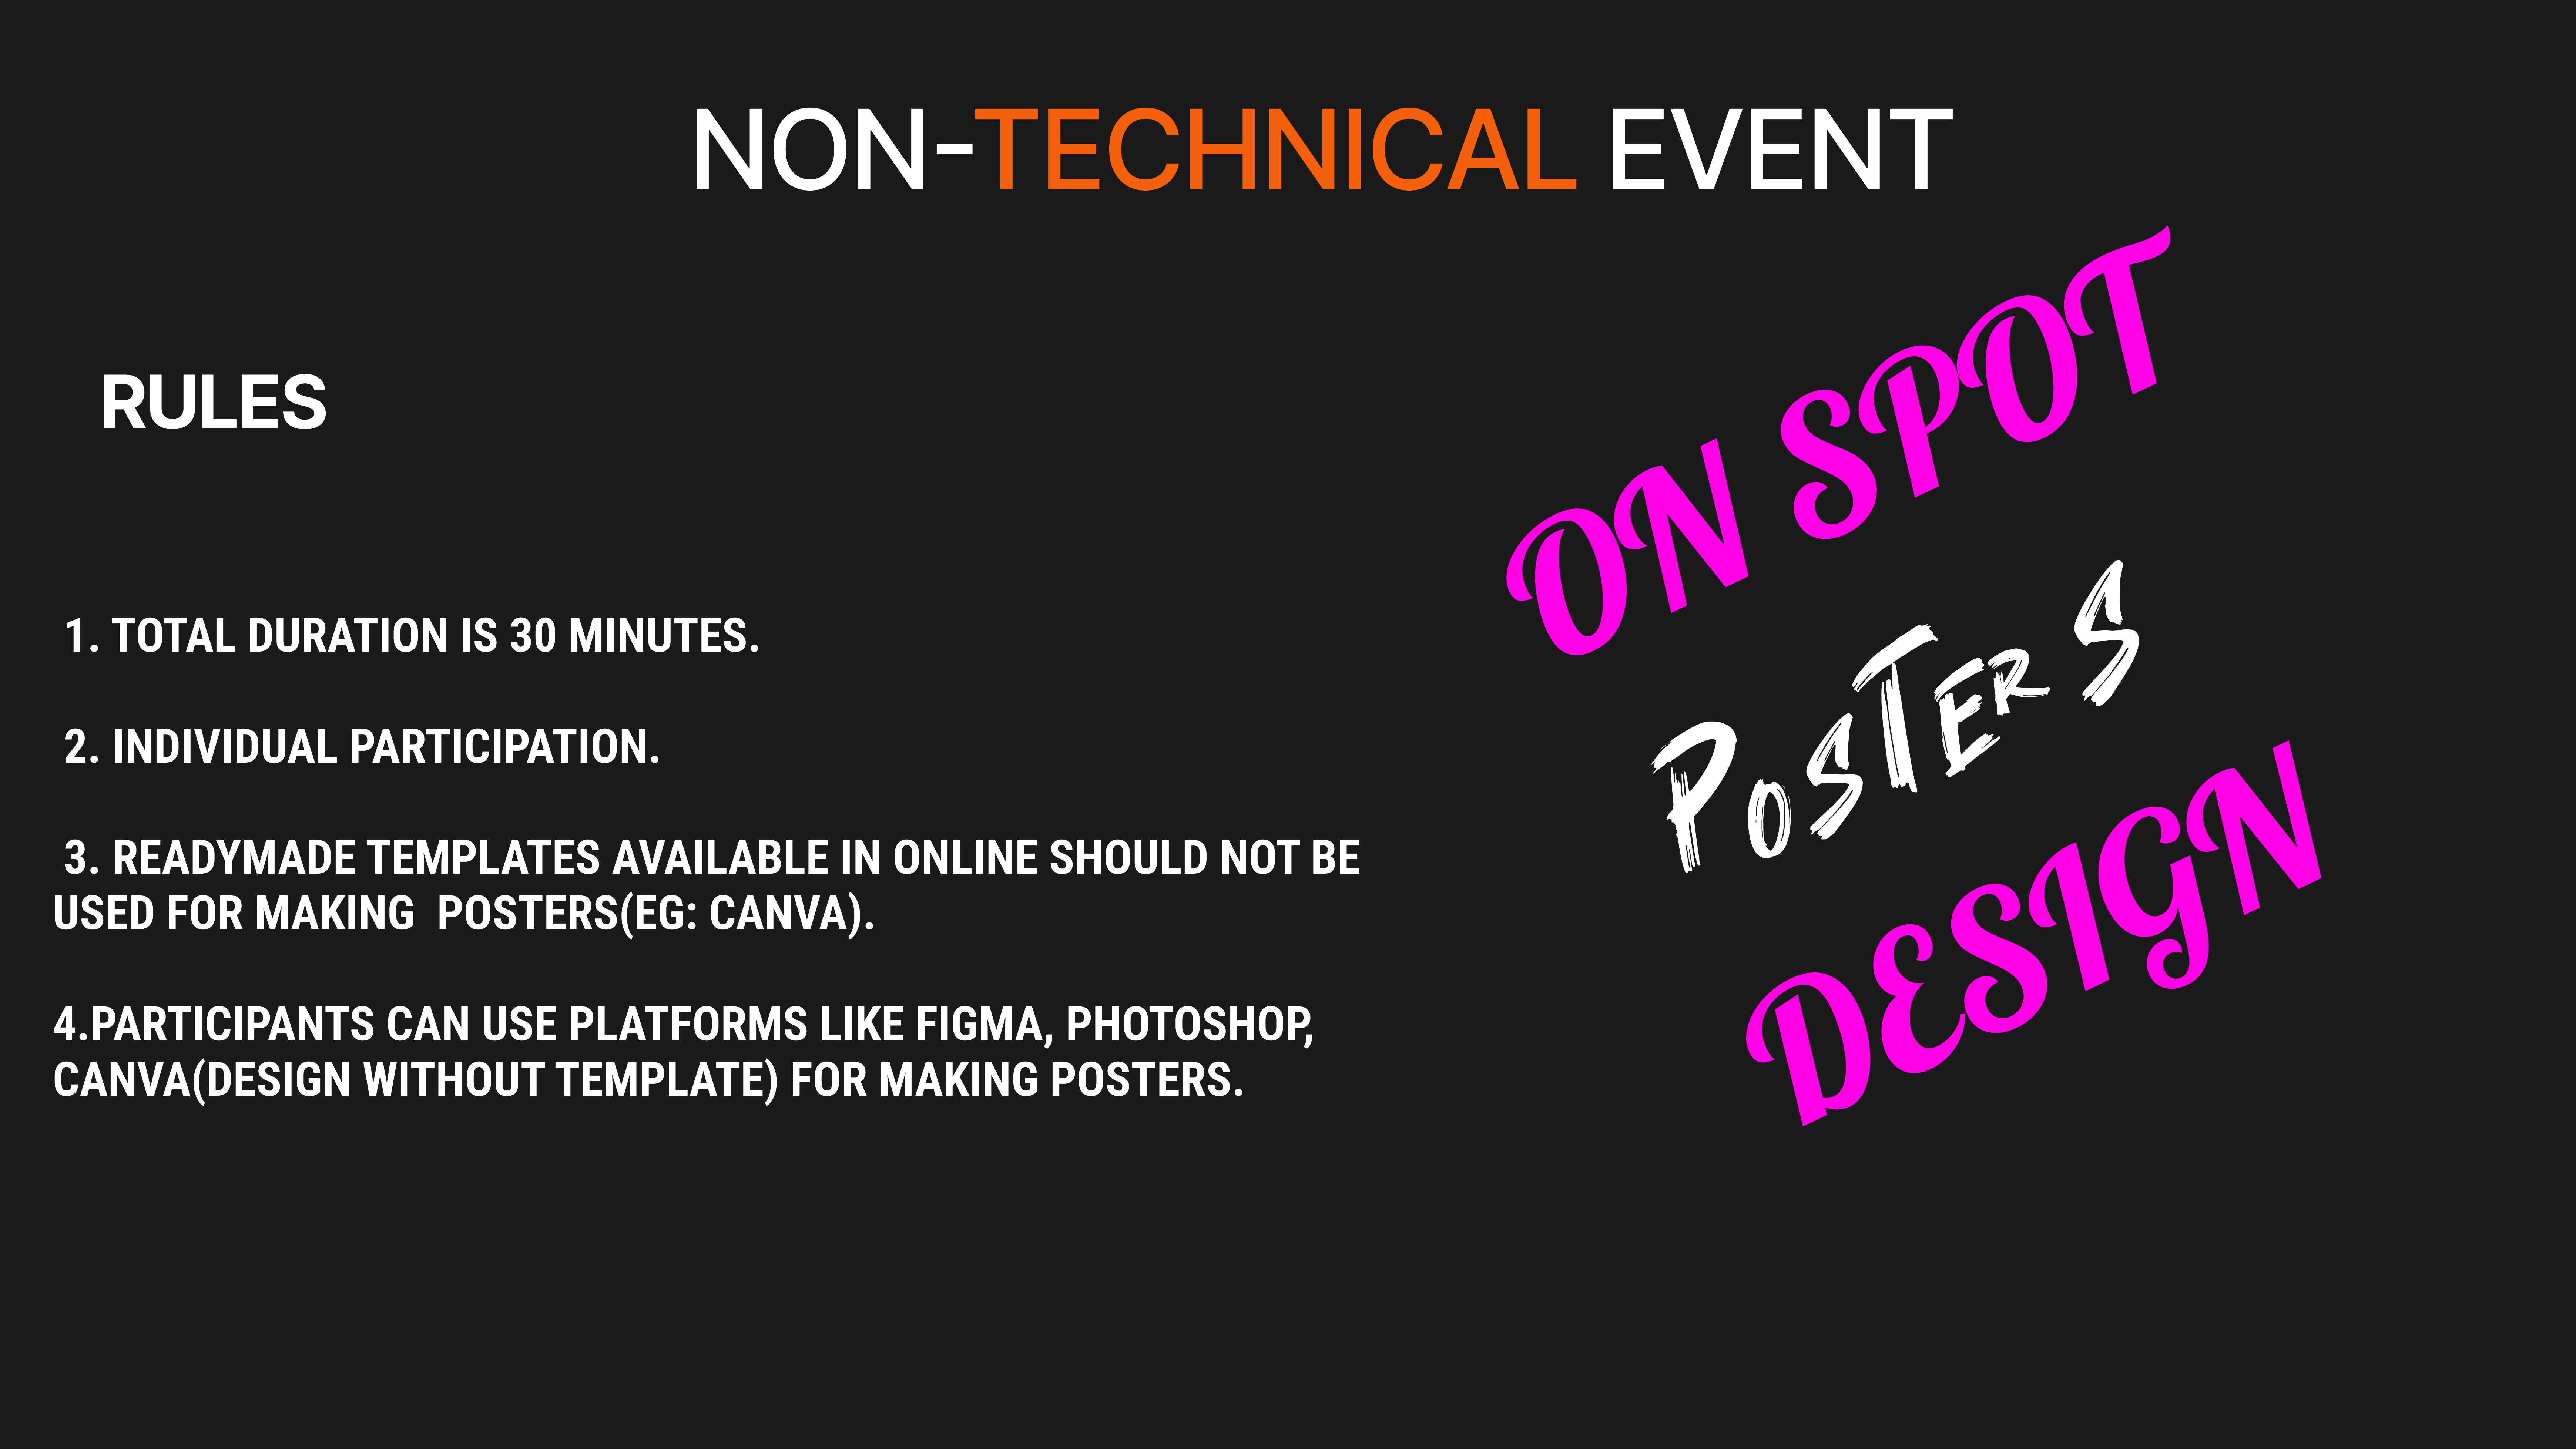 NON-TECHNICAL EVENT
RULES
1. TOTAL DURATION IS 30 MINUTES.
2. INDIVIDUAL PARTICIPATION.
3. READYMADE TEMPLATES AVAILABLE IN ONLINE SHOULD NOT BE
USED FOR MAKING  POSTERS(EG: CANVA).
4.PARTICIPANTS CAN USE PLATFORMS LIKE FIGMA, PHOTOSHOP,
CANVA(DESIGN WITHOUT TEMPLATE) FOR MAKING POSTERS.
ON SPOT
POSTERS
DESIGN